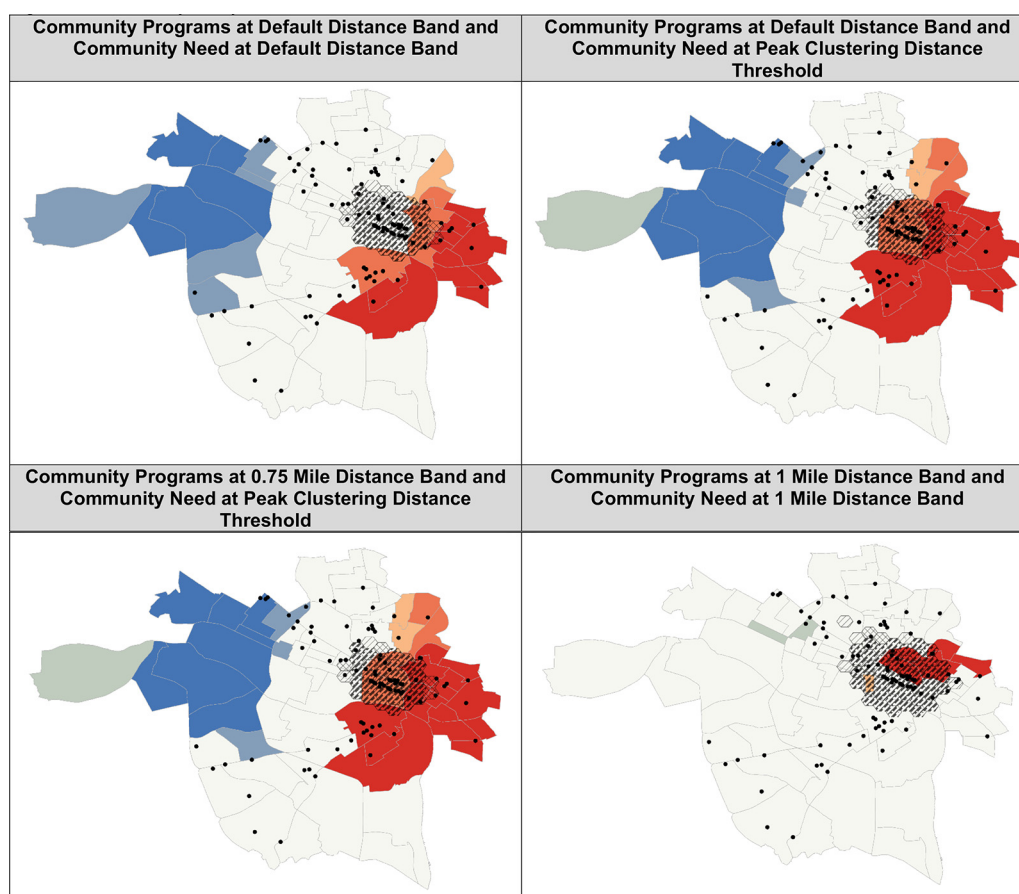 Community Programs at Default Distance Band and
Community Need at Default Distance Band
Community Programs at Default Distance Band and
Community Need at Peak Clustering Distance
Threshold
Community Programs at 0.75 Mile Distance Band and
Community Need at Peak Clustering Distance
Threshold
Community Programs at 1 Mile Distance Band and
Community Need at 1 Mile Distance Band